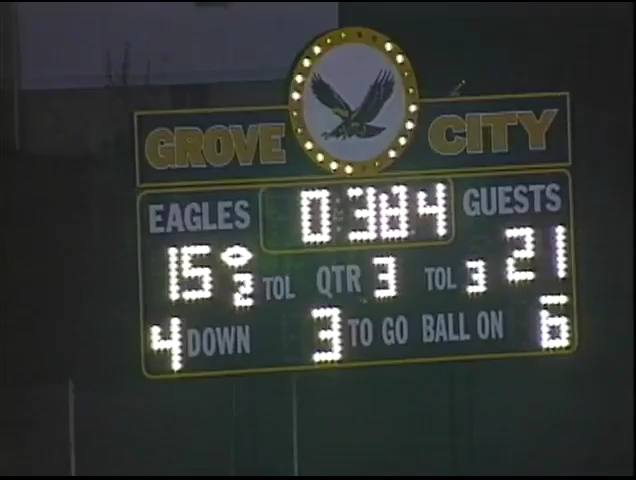 GROVE CITY
EAGLES 0:38.4 GUESTS
15 2 TOL QTR 3 TOL 3 21
4 DOWN 3 TO GO BALL ON 6